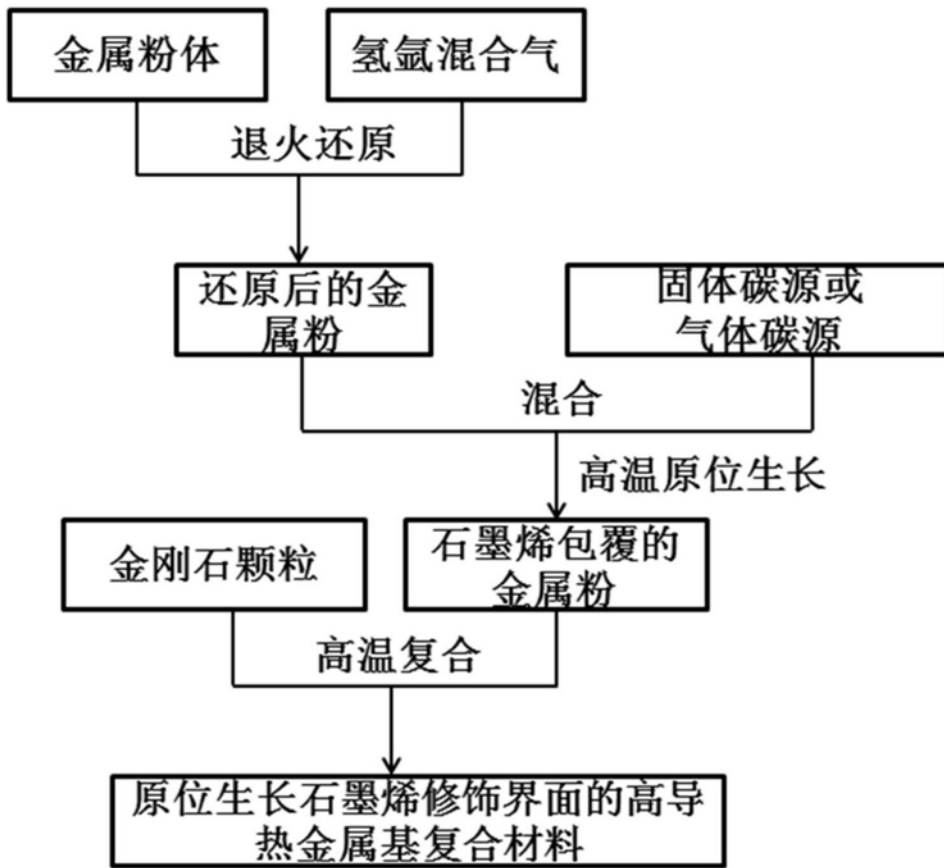 金属粉体
氢氩混合气
退火还原
还原后的金
属粉
固体碳源或
气体碳源
混合
高温原位生长
金刚石颗粒
石墨烯包覆的
金属粉
高温复合
原位生长石墨烯修饰界面的高导
热金属基复合材料